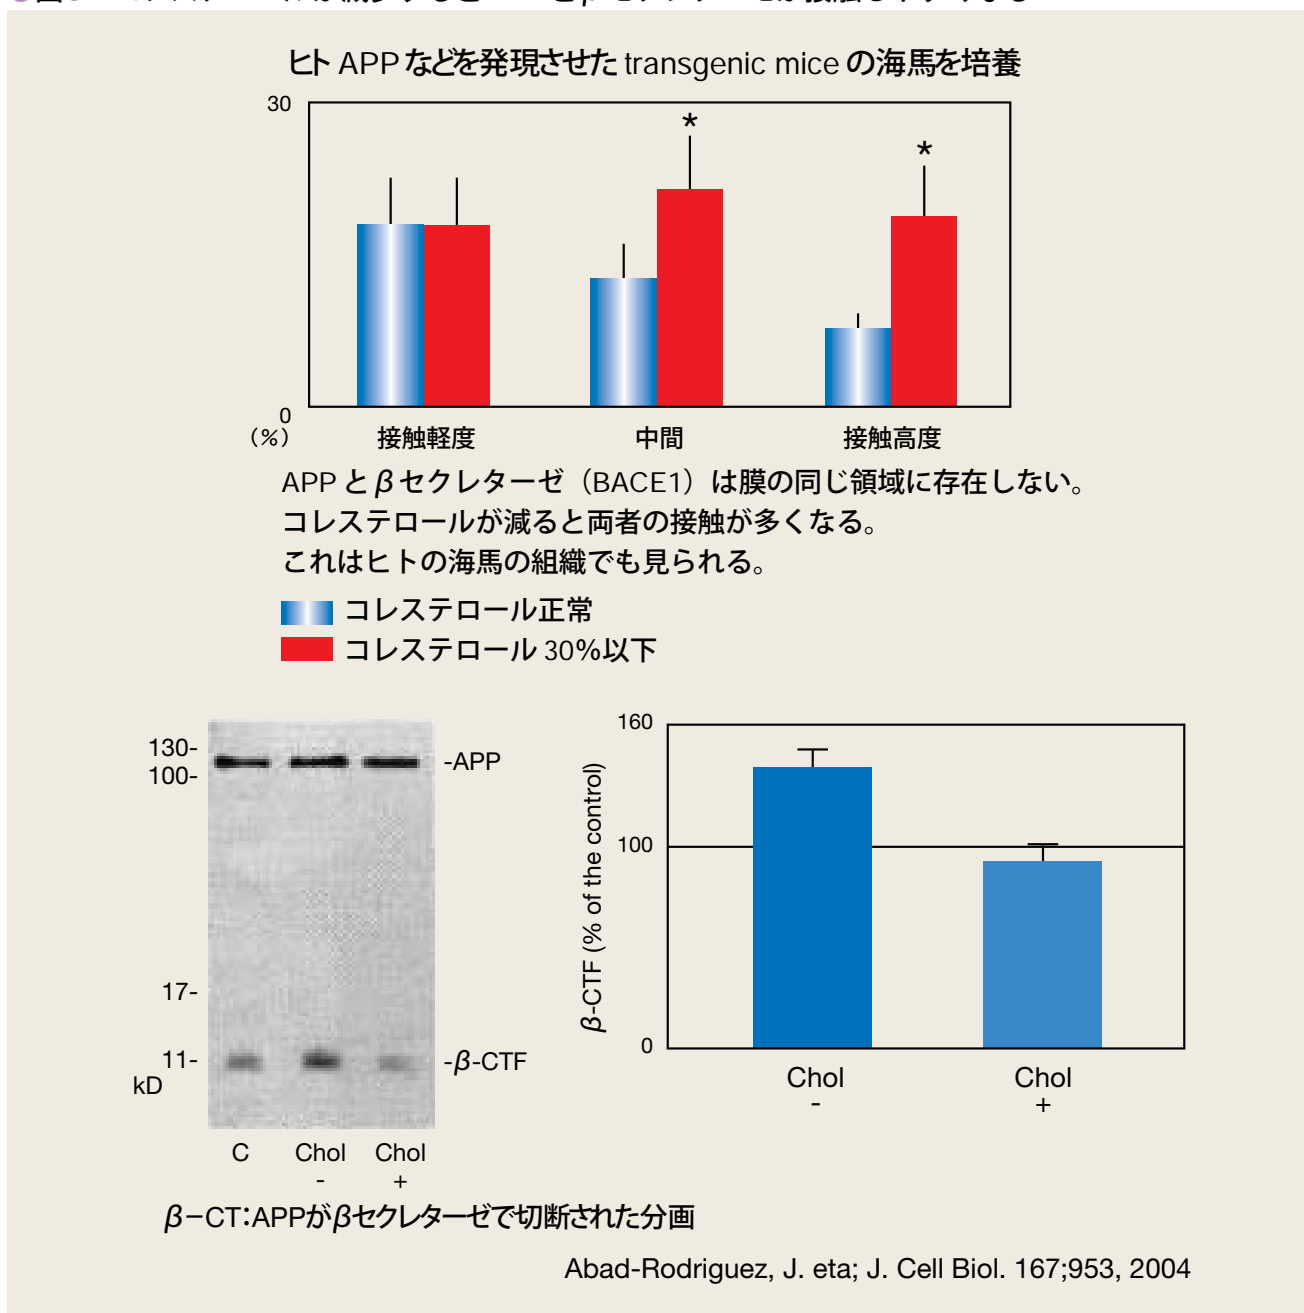 ヒト APP などを発現させた transgenic mice の海馬を培養
30
*
*
0
(%)
接触軽度
中間
接触高度
APP と β セクレターゼ（BACE1）は膜の同じ領域に存在しない。
コレステロールが減ると両者の接触が多くなる。
これはヒトの海馬の組織でも見られる。
コレステロール正常
コレステロール 30%以下
130-
100-
-APP
17-
11-
kD
-β-CTF
C
Chol
-
Chol
+
160
100
0
β-CTF (% of the control)
Chol
-
Chol
+
β−CT:APPがβセクレターゼで切断された分画
Abad-Rodriguez, J. eta; J. Cell Biol. 167;953, 2004